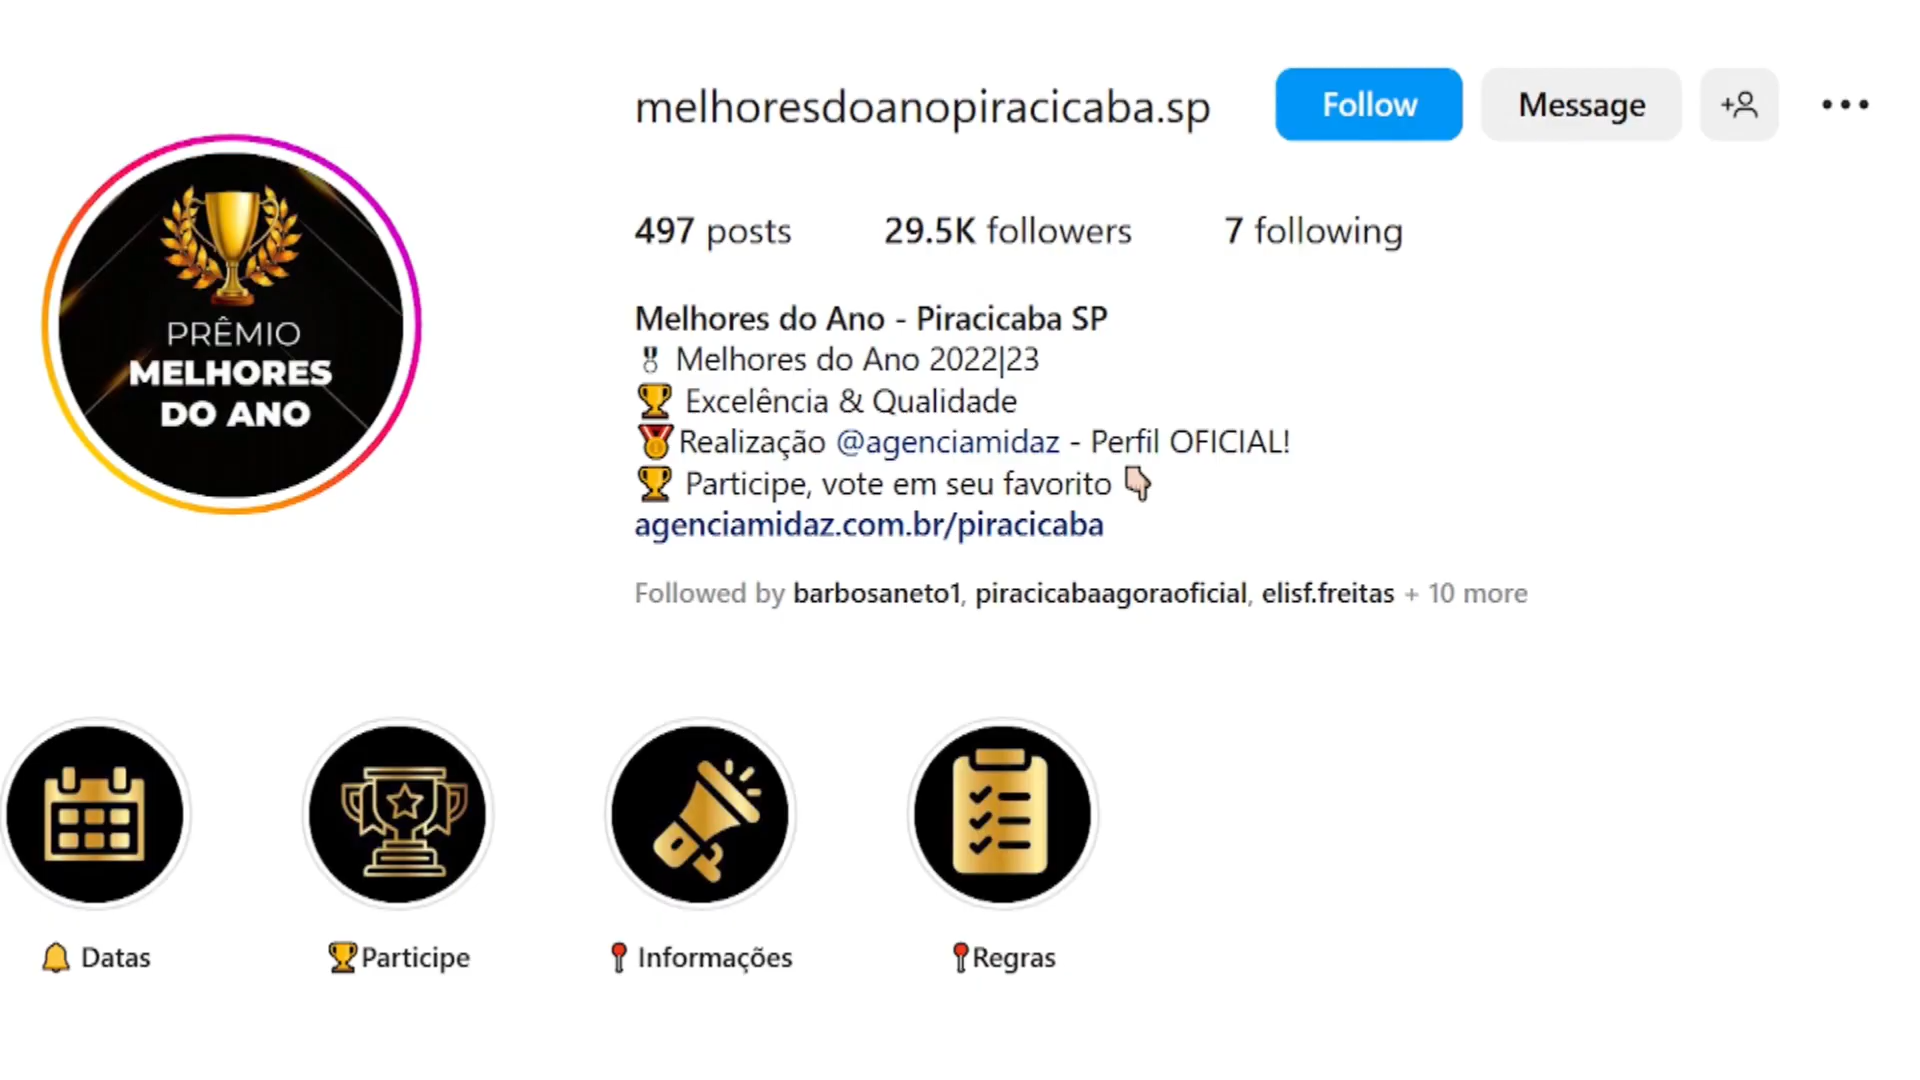 melhoresdoanopiracicaba.sp
Follow
Message
497 posts
29.5K followers
7 following
PRÊMIO
MELHORES
DO ANO
Melhores do Ano - Piracicaba SP
🎖 Melhores do Ano 2022|23
🏆 Excelência & Qualidade
🏅Realização @agenciamidaz - Perfil OFICIAL!
🏆 Participe, vote em seu favorito 👇🏻
agenciamidaz.com.br/piracicaba
Followed by barbosaneto1, piracicabaagoraoficial, elisf.freitas + 10 more
🔔 Datas
🏆Participe
📍 Informações
📍Regras